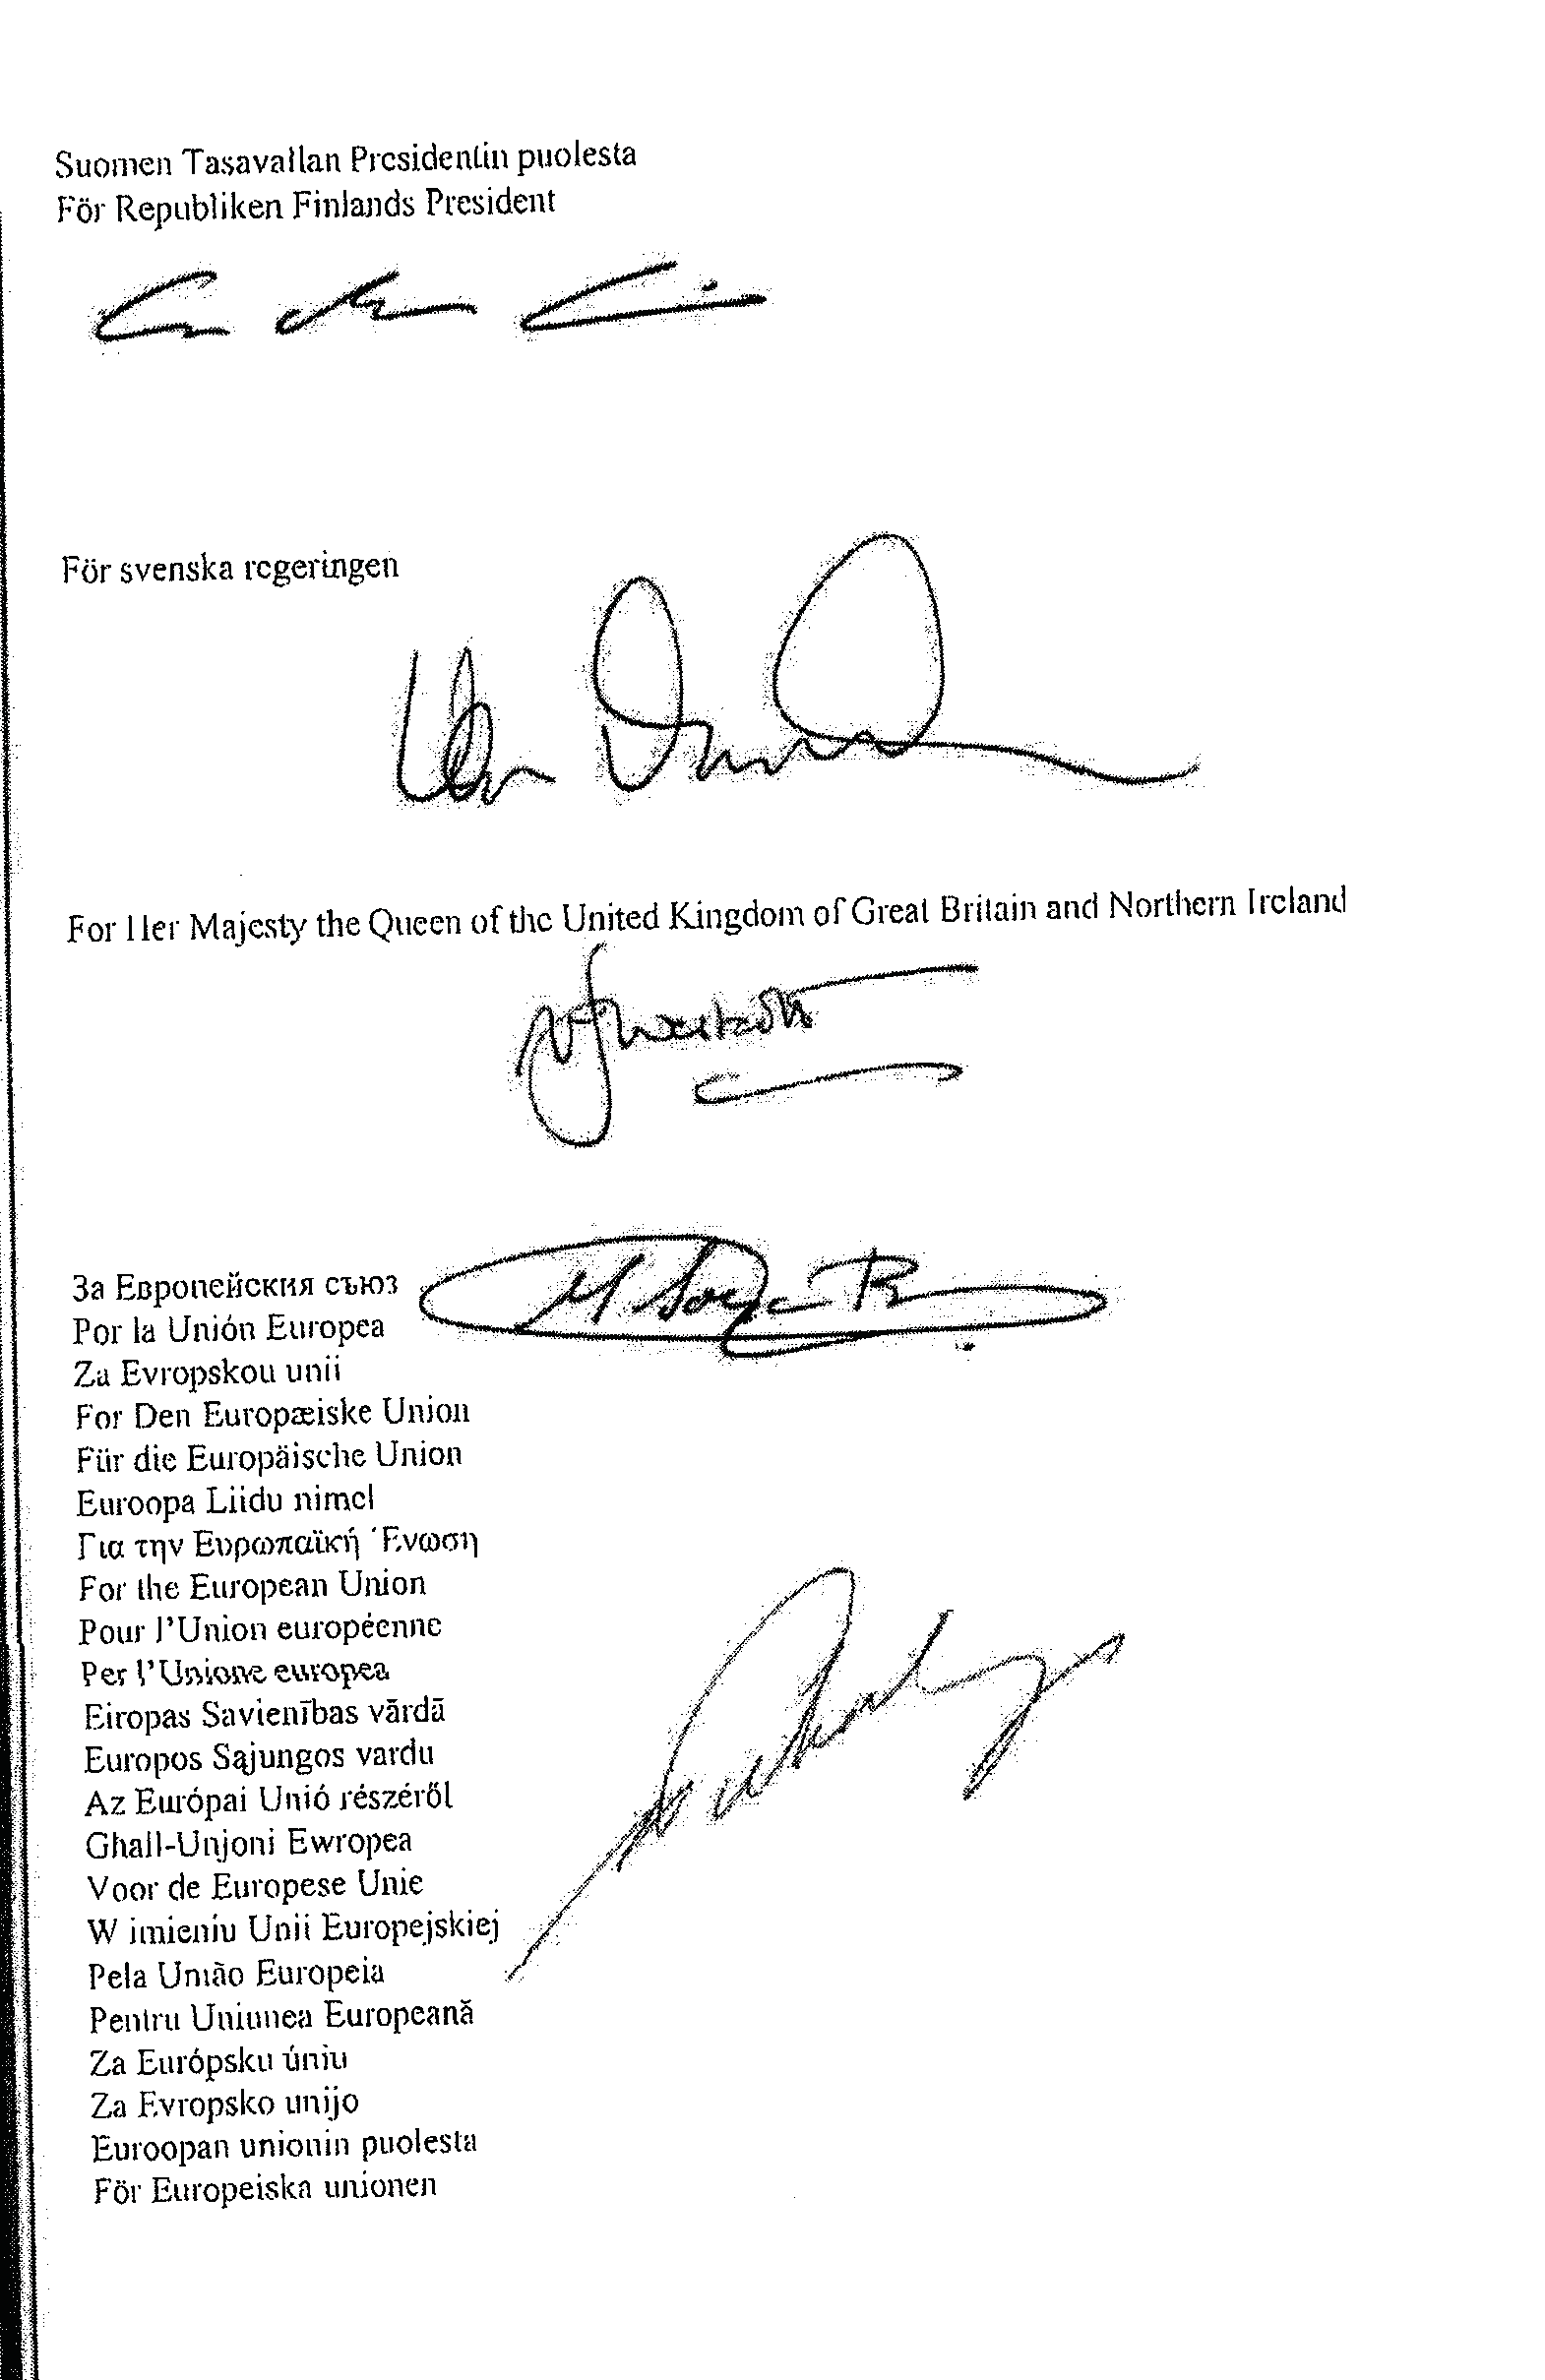 Suomen Tasavallan Presidentin puolesta
För Republiken Finlands President
För svenska regeringen
For Her Majesty the Queen of the United Kingdom of Great Britain and Northern Ireland
За Европейския съюз
Por la Unión Europea
Za Evropskou unii
For Den Europæiske Union
Für die Europäische Union
Euroopa Liidu nimel
Για την Ευρωπαϊκή Ένωση
For the European Union
Pour l'Union européenne
Per l'Unione europea
Eiropas Savienības vārdā
Europos Sąjungos vardu
Az Európai Unió részéről
Għall-Unjoni Ewropea
Voor de Europese Unie
W imieniu Unii Europejskiej
Pela União Europeia
Pentru Uniunea Europeană
Za Európsku úniu
Za Evropsko unijo
Euroopan unionin puolesta
För Europeiska unionen